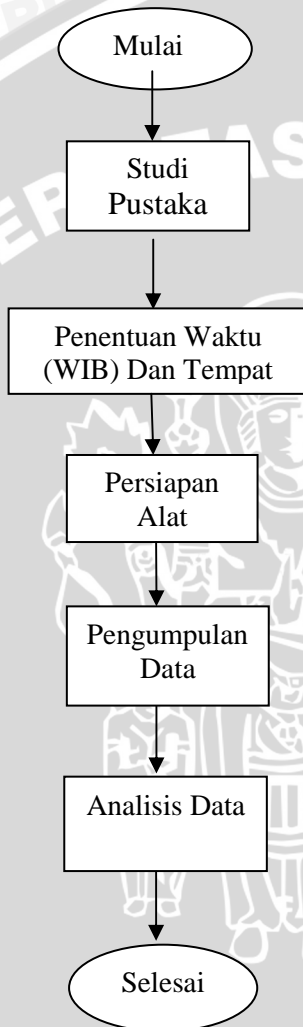 Mulai
Studi
Pustaka
Penentuan Waktu
(WIB) Dan Tempat
Persiapan
Alat
Pengumpulan
Data
Analisis Data
Selesai